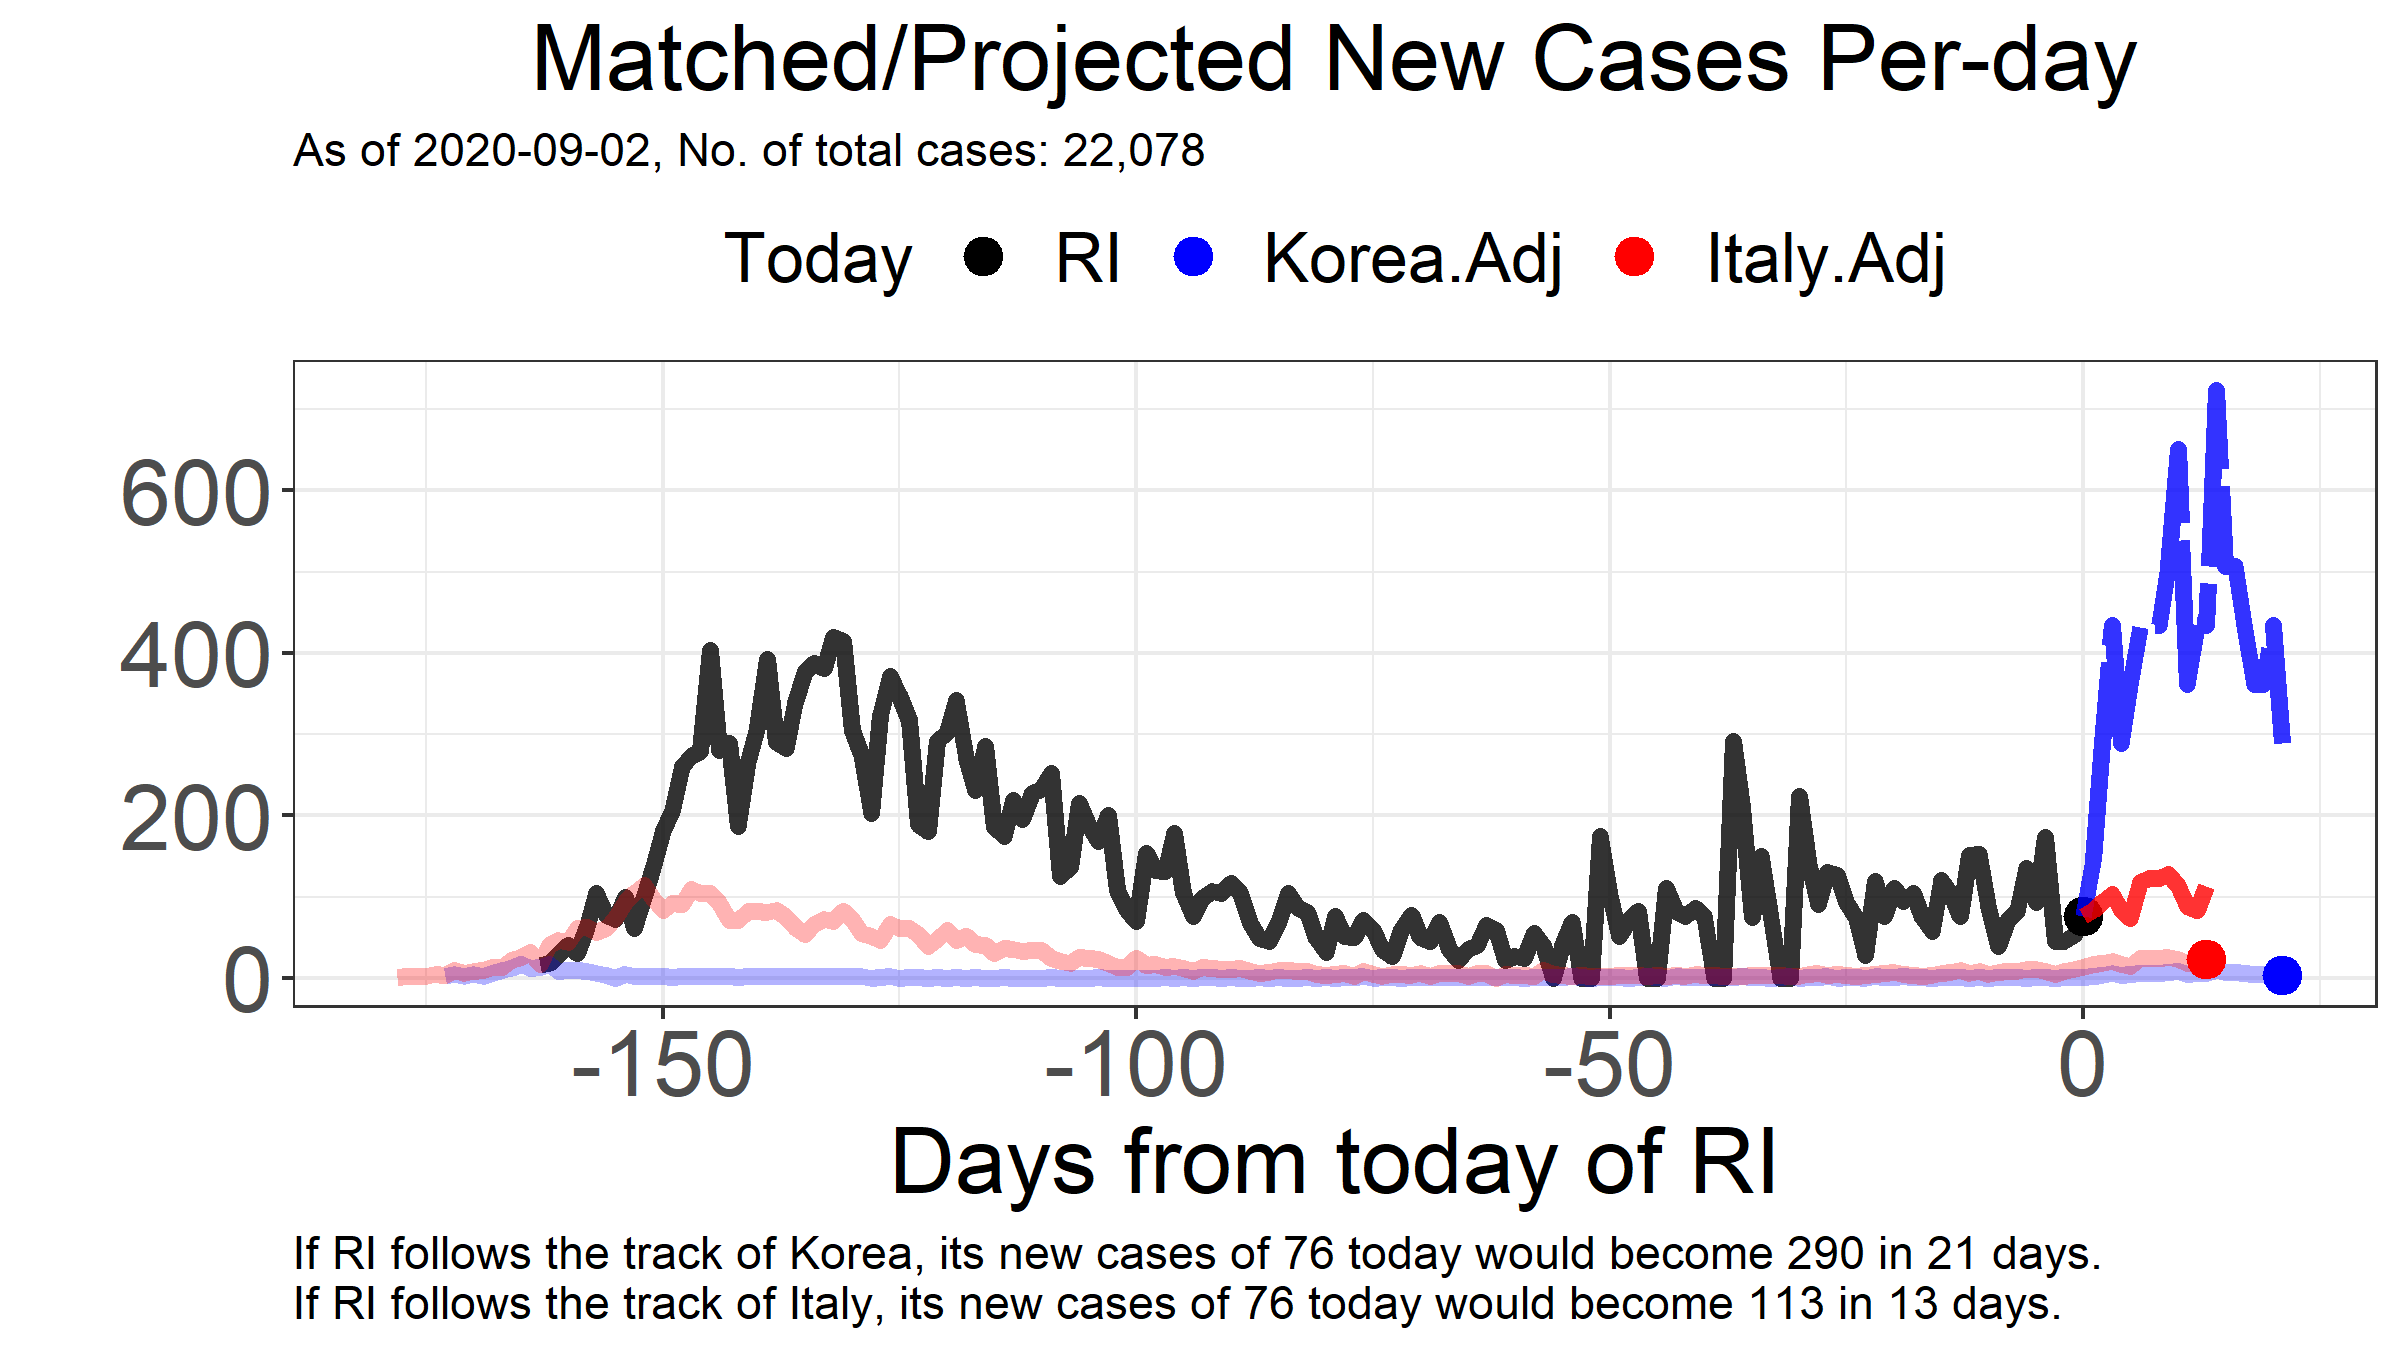 Matched/Projected New Cases Per-day
As of 2020-09-02, No. of total cases: 22,078
Today RI Korea.Adj Italy.Adj
600
400
200
0
-150 -100 -50 0
Days from today of RI
If RI follows the track of Korea, its new cases of 76 today would become 290 in 21 days.
If RI follows the track of Italy, its new cases of 76 today would become 113 in 13 days.